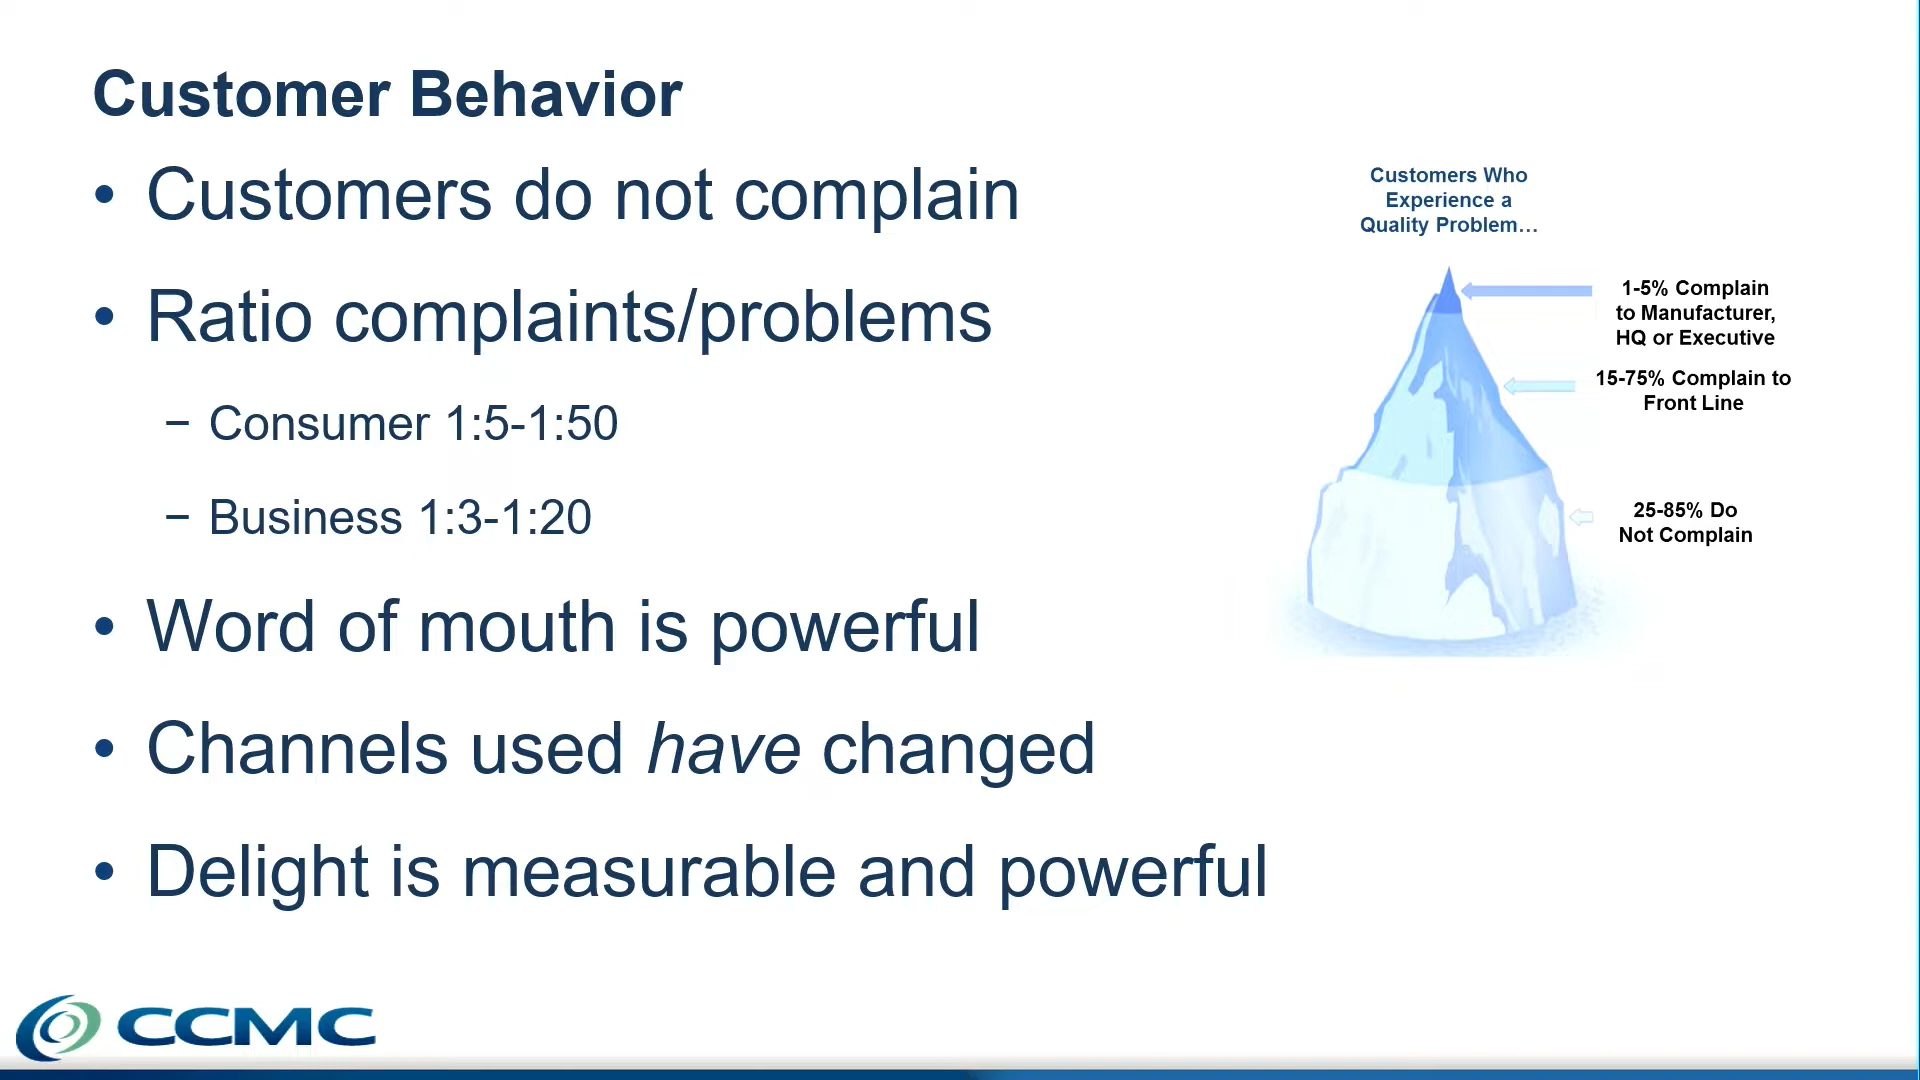 Customer Behavior
• Customers do not complain
• Ratio complaints/problems
− Consumer 1:5-1:50
− Business 1:3-1:20
• Word of mouth is powerful
• Channels used have changed
• Delight is measurable and powerful
Customers Who
Experience a
Quality Problem…
1-5% Complain
to Manufacturer,
HQ or Executive
15-75% Complain to
Front Line
25-85% Do
Not Complain
CCMC